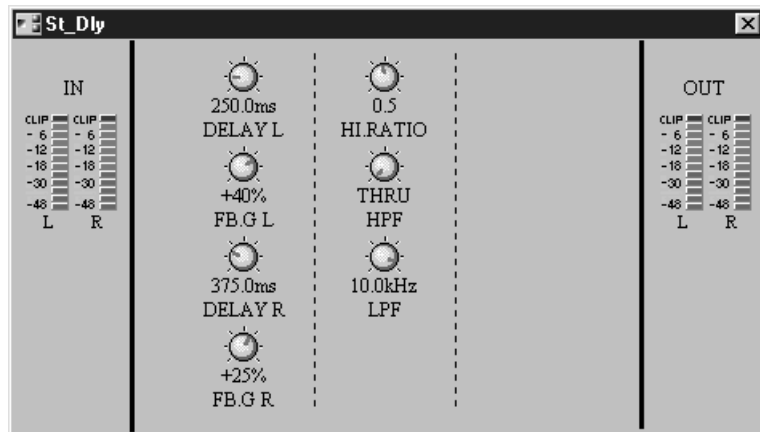 St_Dly
IN
CLIP CLIP
- 6 - 6
-12 -12
-18 -18
-30 -30
-48 -48
L R
250.0ms
DELAY L
+40%
FB.G L
375.0ms
DELAY R
+25%
FB.G R
0.5
HI.RATIO
THRU
HPF
10.0kHz
LPF
OUT
CLIP CLIP
- 6 - 6
-12 -12
-18 -18
-30 -30
-48 -48
L R